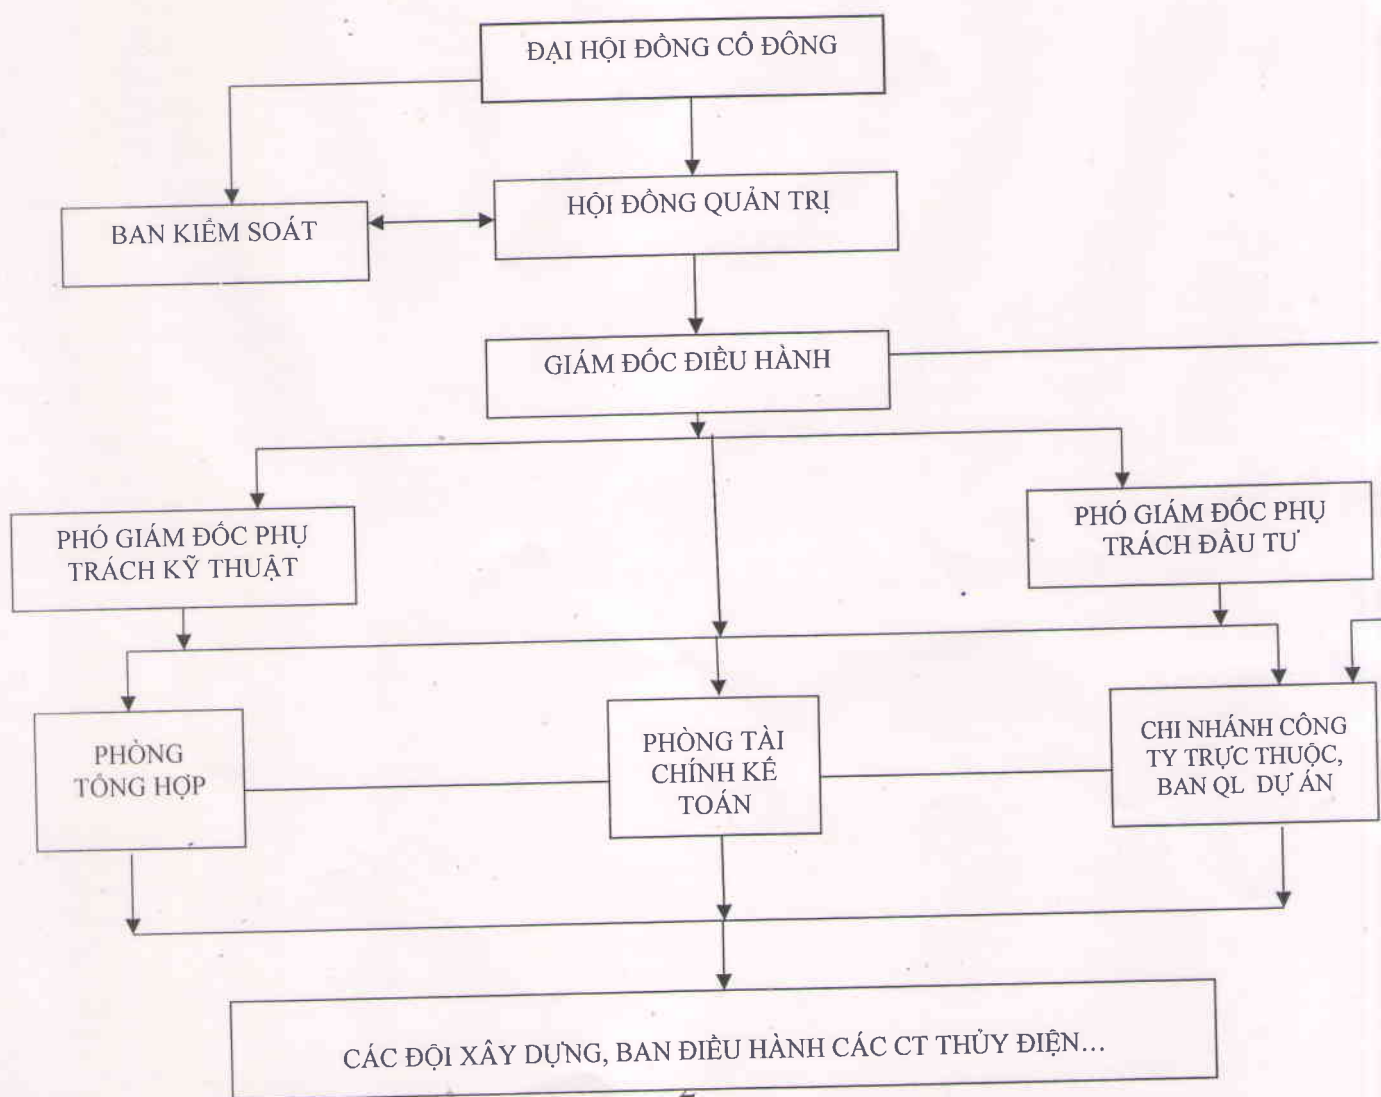 ĐẠI HỘI ĐỒNG CỔ ĐÔNG
HỘI ĐỒNG QUẢN TRỊ
BAN KIỂM SOÁT
GIÁM ĐỐC ĐIỀU HÀNH
PHÓ GIÁM ĐỐC PHỤ
TRÁCH KỸ THUẬT
PHÓ GIÁM ĐỐC PHỤ
TRÁCH ĐẦU TƯ
PHÒNG
TỔNG HỢP
PHÒNG TÀI
CHÍNH KẾ
TOÁN
CHI NHÁNH CÔNG
TY TRỰC THUỘC,
BAN QL DỰ ÁN
CÁC ĐỘI XÂY DỰNG, BAN ĐIỀU HÀNH CÁC CT THỦY ĐIỆN...